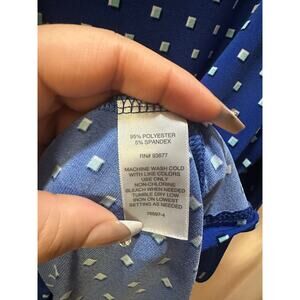 95% POLYESTER
5% SPANDEX
RN# 93677
MACHINE WASH COLD
WITH LIKE COLORS
USE ONLY
NON-CHLORINE
BLEACH WHEN NEEDED
TUMBLE DRY LOW
IRON ON LOWEST
SETTING AS NEEDED